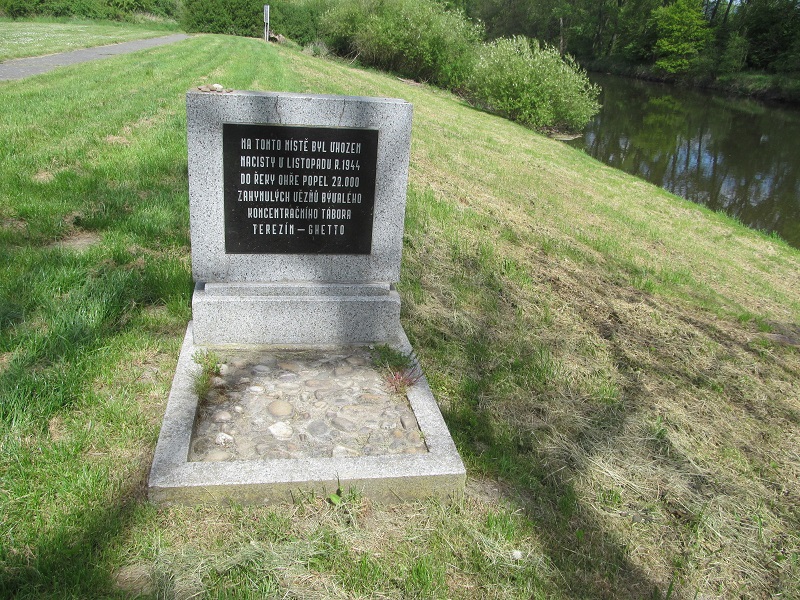 NA TOMTO MÍSTĚ BYL VHOZEN
NACISTY V LISTOPADU R.1944
DO ŘEKY OHŘE POPEL 22.000
ZAHYNULÝCH VĚZŇŮ BÝVALÉHO
KONCENTRAČNÍHO TÁBORA
TEREZÍN – GHETTO